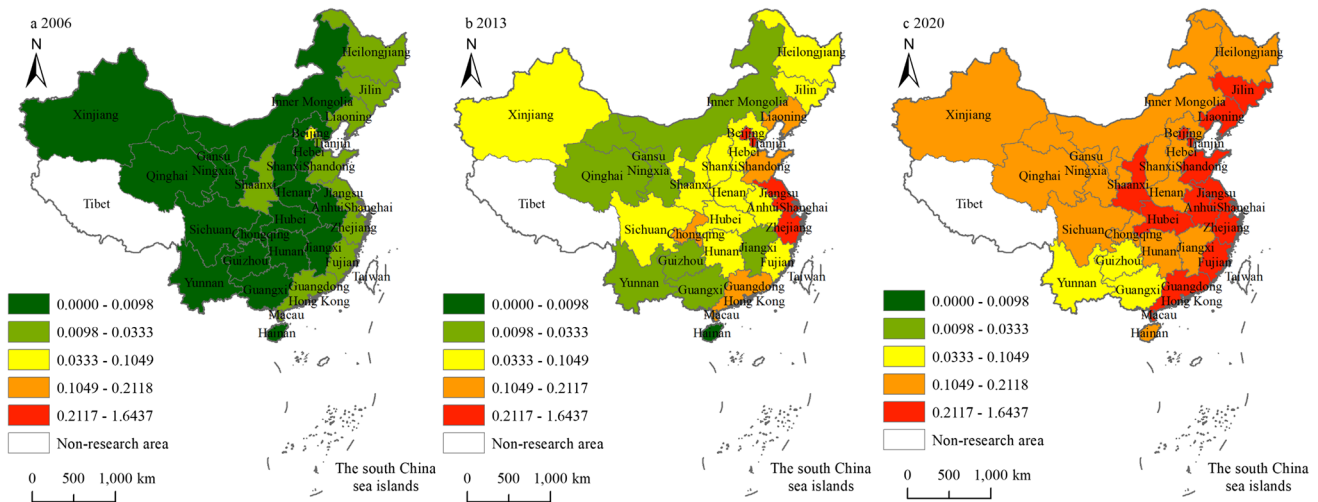 a 2006
N
Heilongjiang
Jilin
Inner Mongolia
Liaoning
Xinjiang
Beijing
Tianjin
Hebei
Gansu
Ningxia
Shanxi
Shandong
Qinghai
Shaanxi
Henan
Jiangsu
Tibet
Anhui
Shanghai
Hubei
Zhejiang
Sichuan
Chongqing
Hunan
Jiangxi
Guizhou
Fujian
Yunnan
Guangxi
Guangdong
Taiwan
Hong Kong
Macau
Hainan
0.0000 - 0.0098
0.0098 - 0.0333
0.0333 - 0.1049
0.1049 - 0.2118
0.2117 - 1.6437
Non-research area
0 500 1,000 km
The south China
sea islands
b 2013
N
Heilongjiang
Jilin
Inner Mongolia
Liaoning
Xinjiang
Beijing
Tianjin
Hebei
Gansu
Ningxia
Shanxi
Shandong
Qinghai
Shaanxi
Henan
Jiangsu
Tibet
Anhui
Shanghai
Hubei
Zhejiang
Sichuan
Chongqing
Hunan
Jiangxi
Guizhou
Fujian
Yunnan
Guangxi
Guangdong
Taiwan
Hong Kong
Macau
Hainan
0.0000 - 0.0098
0.0098 - 0.0333
0.0333 - 0.1049
0.1049 - 0.2117
0.2117 - 1.6437
Non-research area
0 500 1,000 km
The south China
sea islands
c 2020
N
Heilongjiang
Jilin
Inner Mongolia
Liaoning
Xinjiang
Beijing
Tianjin
Hebei
Gansu
Ningxia
Shanxi
Shandong
Qinghai
Shaanxi
Henan
Jiangsu
Tibet
Anhui
Shanghai
Hubei
Zhejiang
Sichuan
Chongqing
Hunan
Jiangxi
Guizhou
Fujian
Yunnan
Guangxi
Guangdong
Taiwan
Hong Kong
Macau
Hainan
0.0000 - 0.0098
0.0098 - 0.0333
0.0333 - 0.1049
0.1049 - 0.2118
0.2117 - 1.6437
Non-research area
0 500 1,000 km
The south China
sea islands